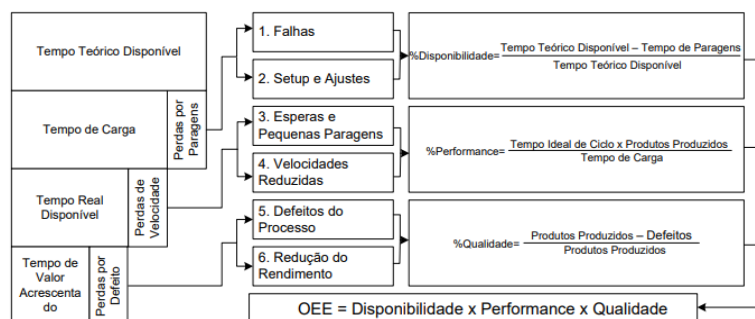 Tempo Teórico Disponível
Tempo de Carga
Perdas por
Paragens
Tempo Real
Disponível
Perdas de
Velocidade
Tempo de
Valor
Acrescenta
do
Perdas por
Defeito
1. Falhas
2. Setup e Ajustes
3. Esperas e
Pequenas Paragens
4. Velocidades
Reduzidas
5. Defeitos do
Processo
6. Redução do
Rendimento
%Disponibilidade= Tempo Teórico Disponível – Tempo de Paragens
Tempo Teórico Disponível
%Performance= Tempo Ideal de Ciclo x Produtos Produzidos
Tempo de Carga
%Qualidade= Produtos Produzidos – Defeitos
Produtos Produzidos
OEE = Disponibilidade x Performance x Qualidade